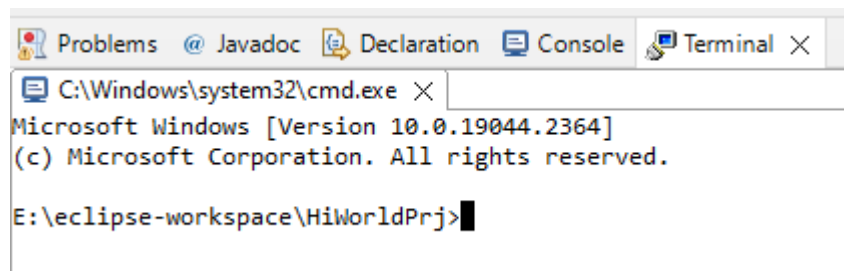 Problems @ Javadoc Declaration Console Terminal
C:\Windows\system32\cmd.exe
Microsoft Windows [Version 10.0.19044.2364]
(c) Microsoft Corporation. All rights reserved.
E:\eclipse-workspace\HiWorldPrj>